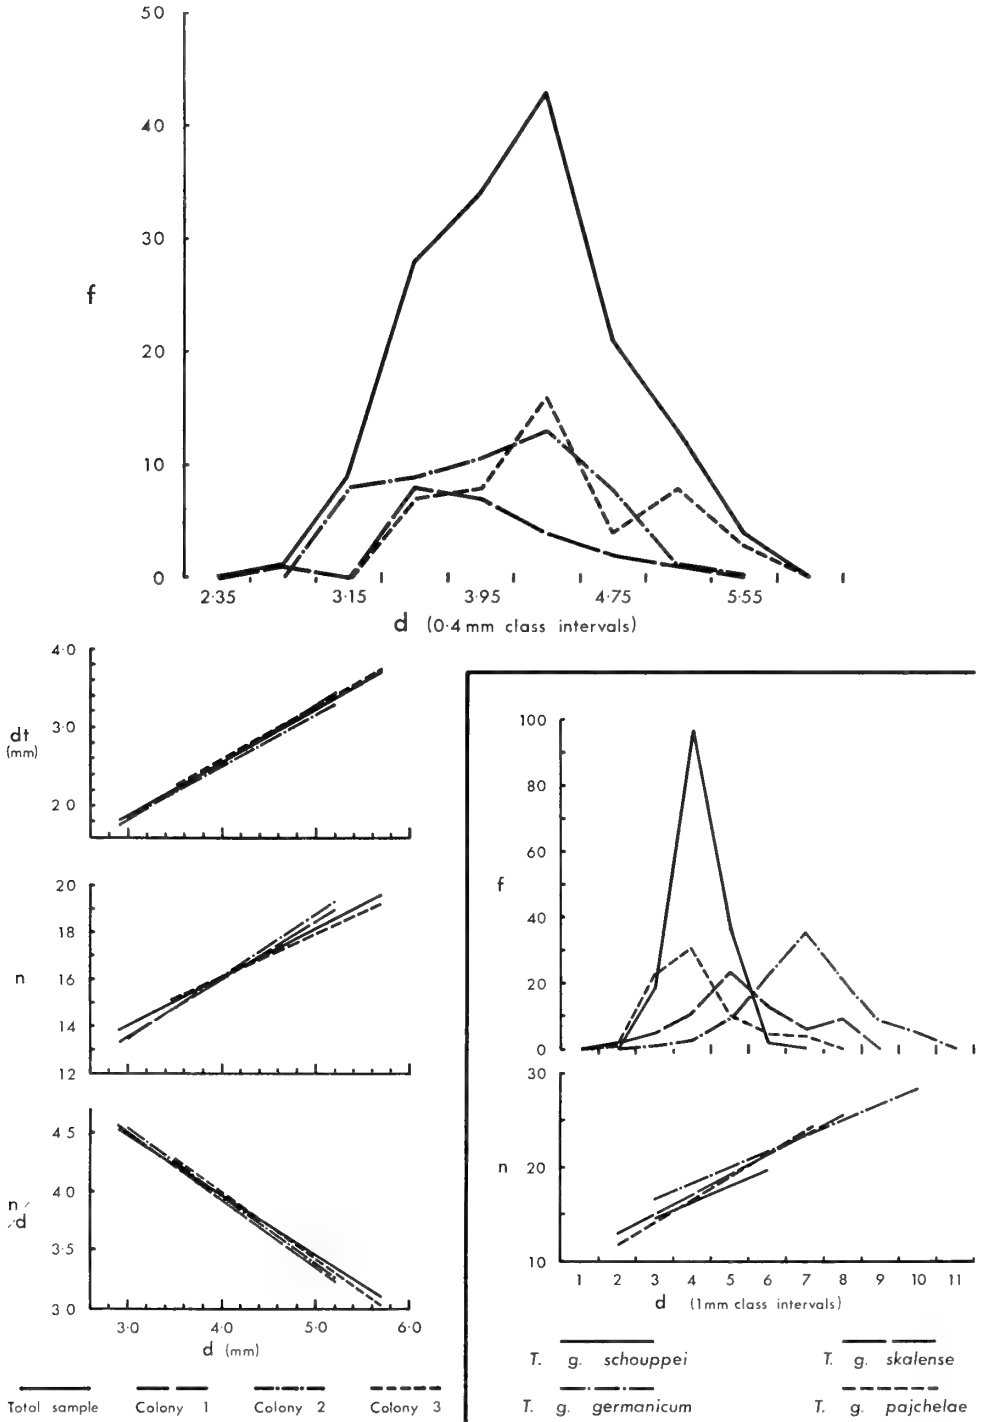 50
40
30
f
20
10
0
2·35 3·15 3·95 4·75 5·55
d (0·4mm class intervals)
4·0
dt
(mm)
3·0
2 0
20
18
n 16
14
12
4 5
4 0
n/d
3·5
3 0
3·0 4·0 5·0 6·0
d (mm)
Total sample Colony 1 Colony 2 Colony 3
100
80
60
f
40
20
0
30
n 20
10
1 2 3 4 5 6 7 8 9 10 11
d (1mm class intervals)
T. g. schouppei T. g. skalense
T. g. germanicum T. g. pajchelae